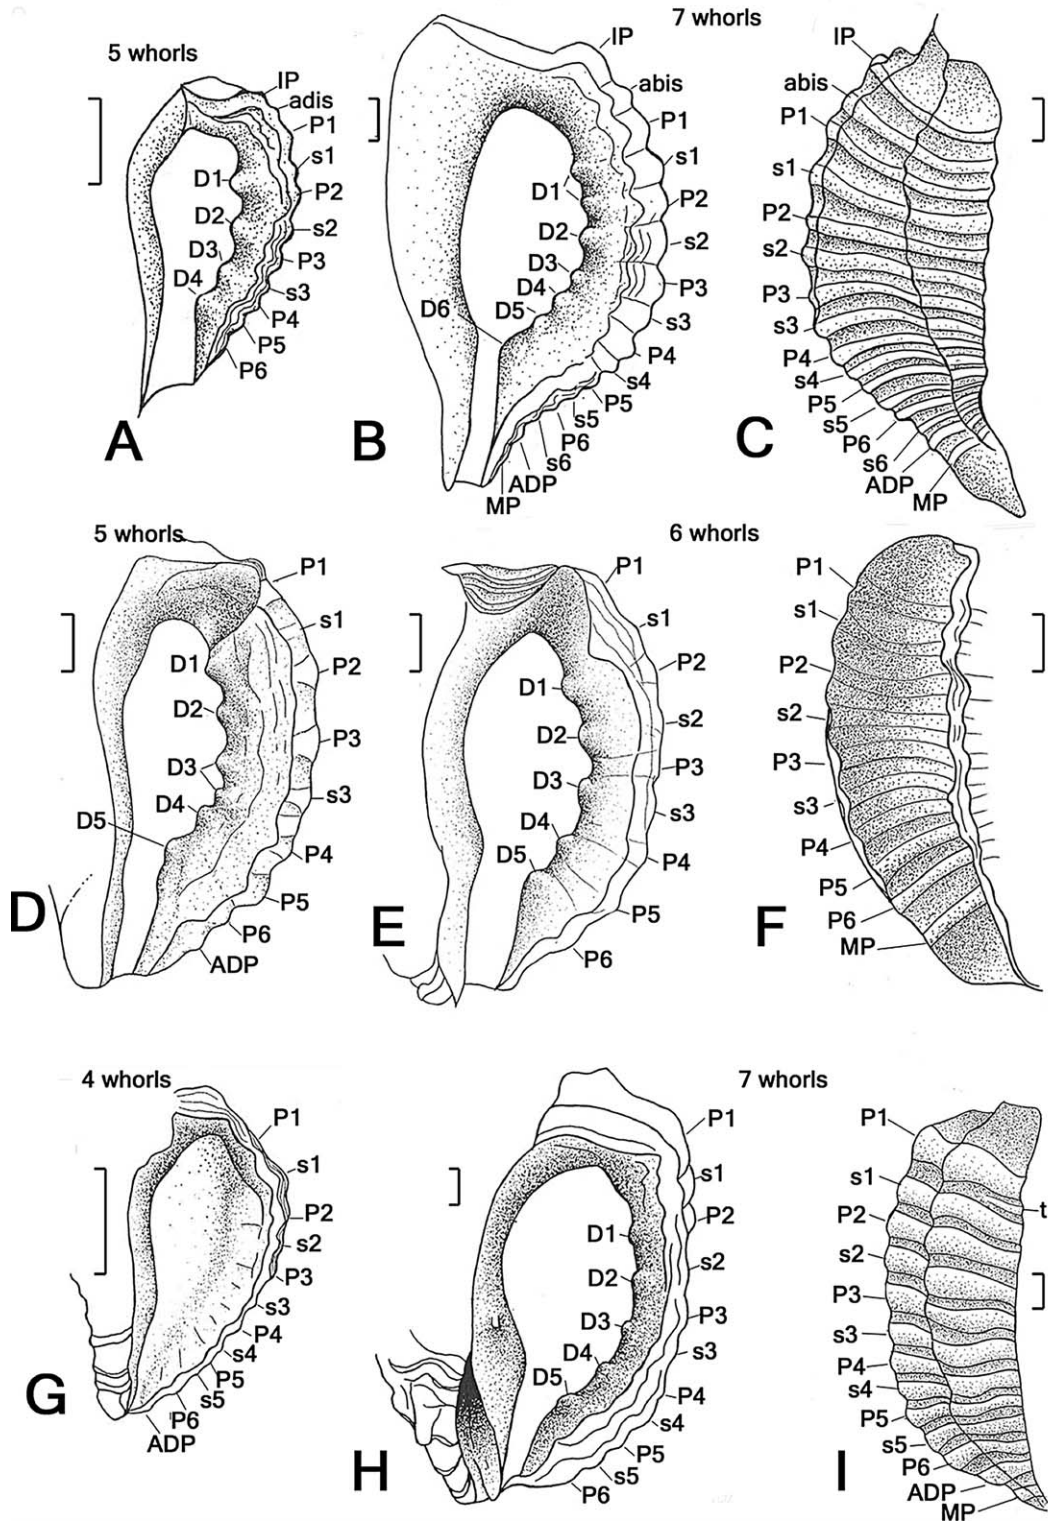 5 whorls
IP
adis
P1
s1
P2
s2
P3
s3
P4
P5
P6
D1
D2
D3
D4
A
7 whorls
IP
abis
P1
s1
P2
s2
P3
s3
P4
s4
P5
s5
P6
s6
ADP
MP
D1
D2
D3
D4
D5
D6
B
IP
abis
P1
s1
P2
s2
P3
s3
P4
s4
P5
s5
P6
s6
ADP
MP
C
5 whorls
P1
s1
P2
P3
s3
P4
P5
P6
ADP
D1
D2
D3
D4
D5
D
6 whorls
P1
s1
P2
s2
P3
s3
P4
P5
P6
D1
D2
D3
D4
D5
E
P1
s1
P2
s2
P3
s3
P4
P5
P6
MP
F
4 whorls
P1
s1
P2
s2
P3
s3
P4
s4
P5
s5
P6
ADP
G
7 whorls
P1
s1
P2
s2
P3
s3
P4
s4
P5
s5
P6
D1
D2
D3
D4
D5
H
P1
s1
P2
t
s2
P3
s3
P4
s4
P5
s5
P6
ADP
MP
I